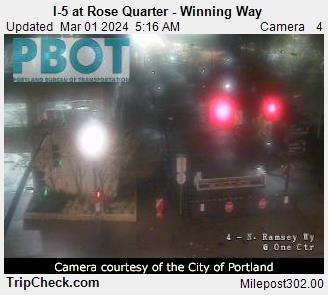 I-5 at Rose Quarter - Winning Way
Updated Mar 01 2024 5:16 AM Camera 4
PBOT
PORTLAND BUREAU OF TRANSPORTATION
4 - N. Ramsey Wy
@ One Ctr
Camera courtesy of the City of Portland
TripCheck.com Milepost302.00